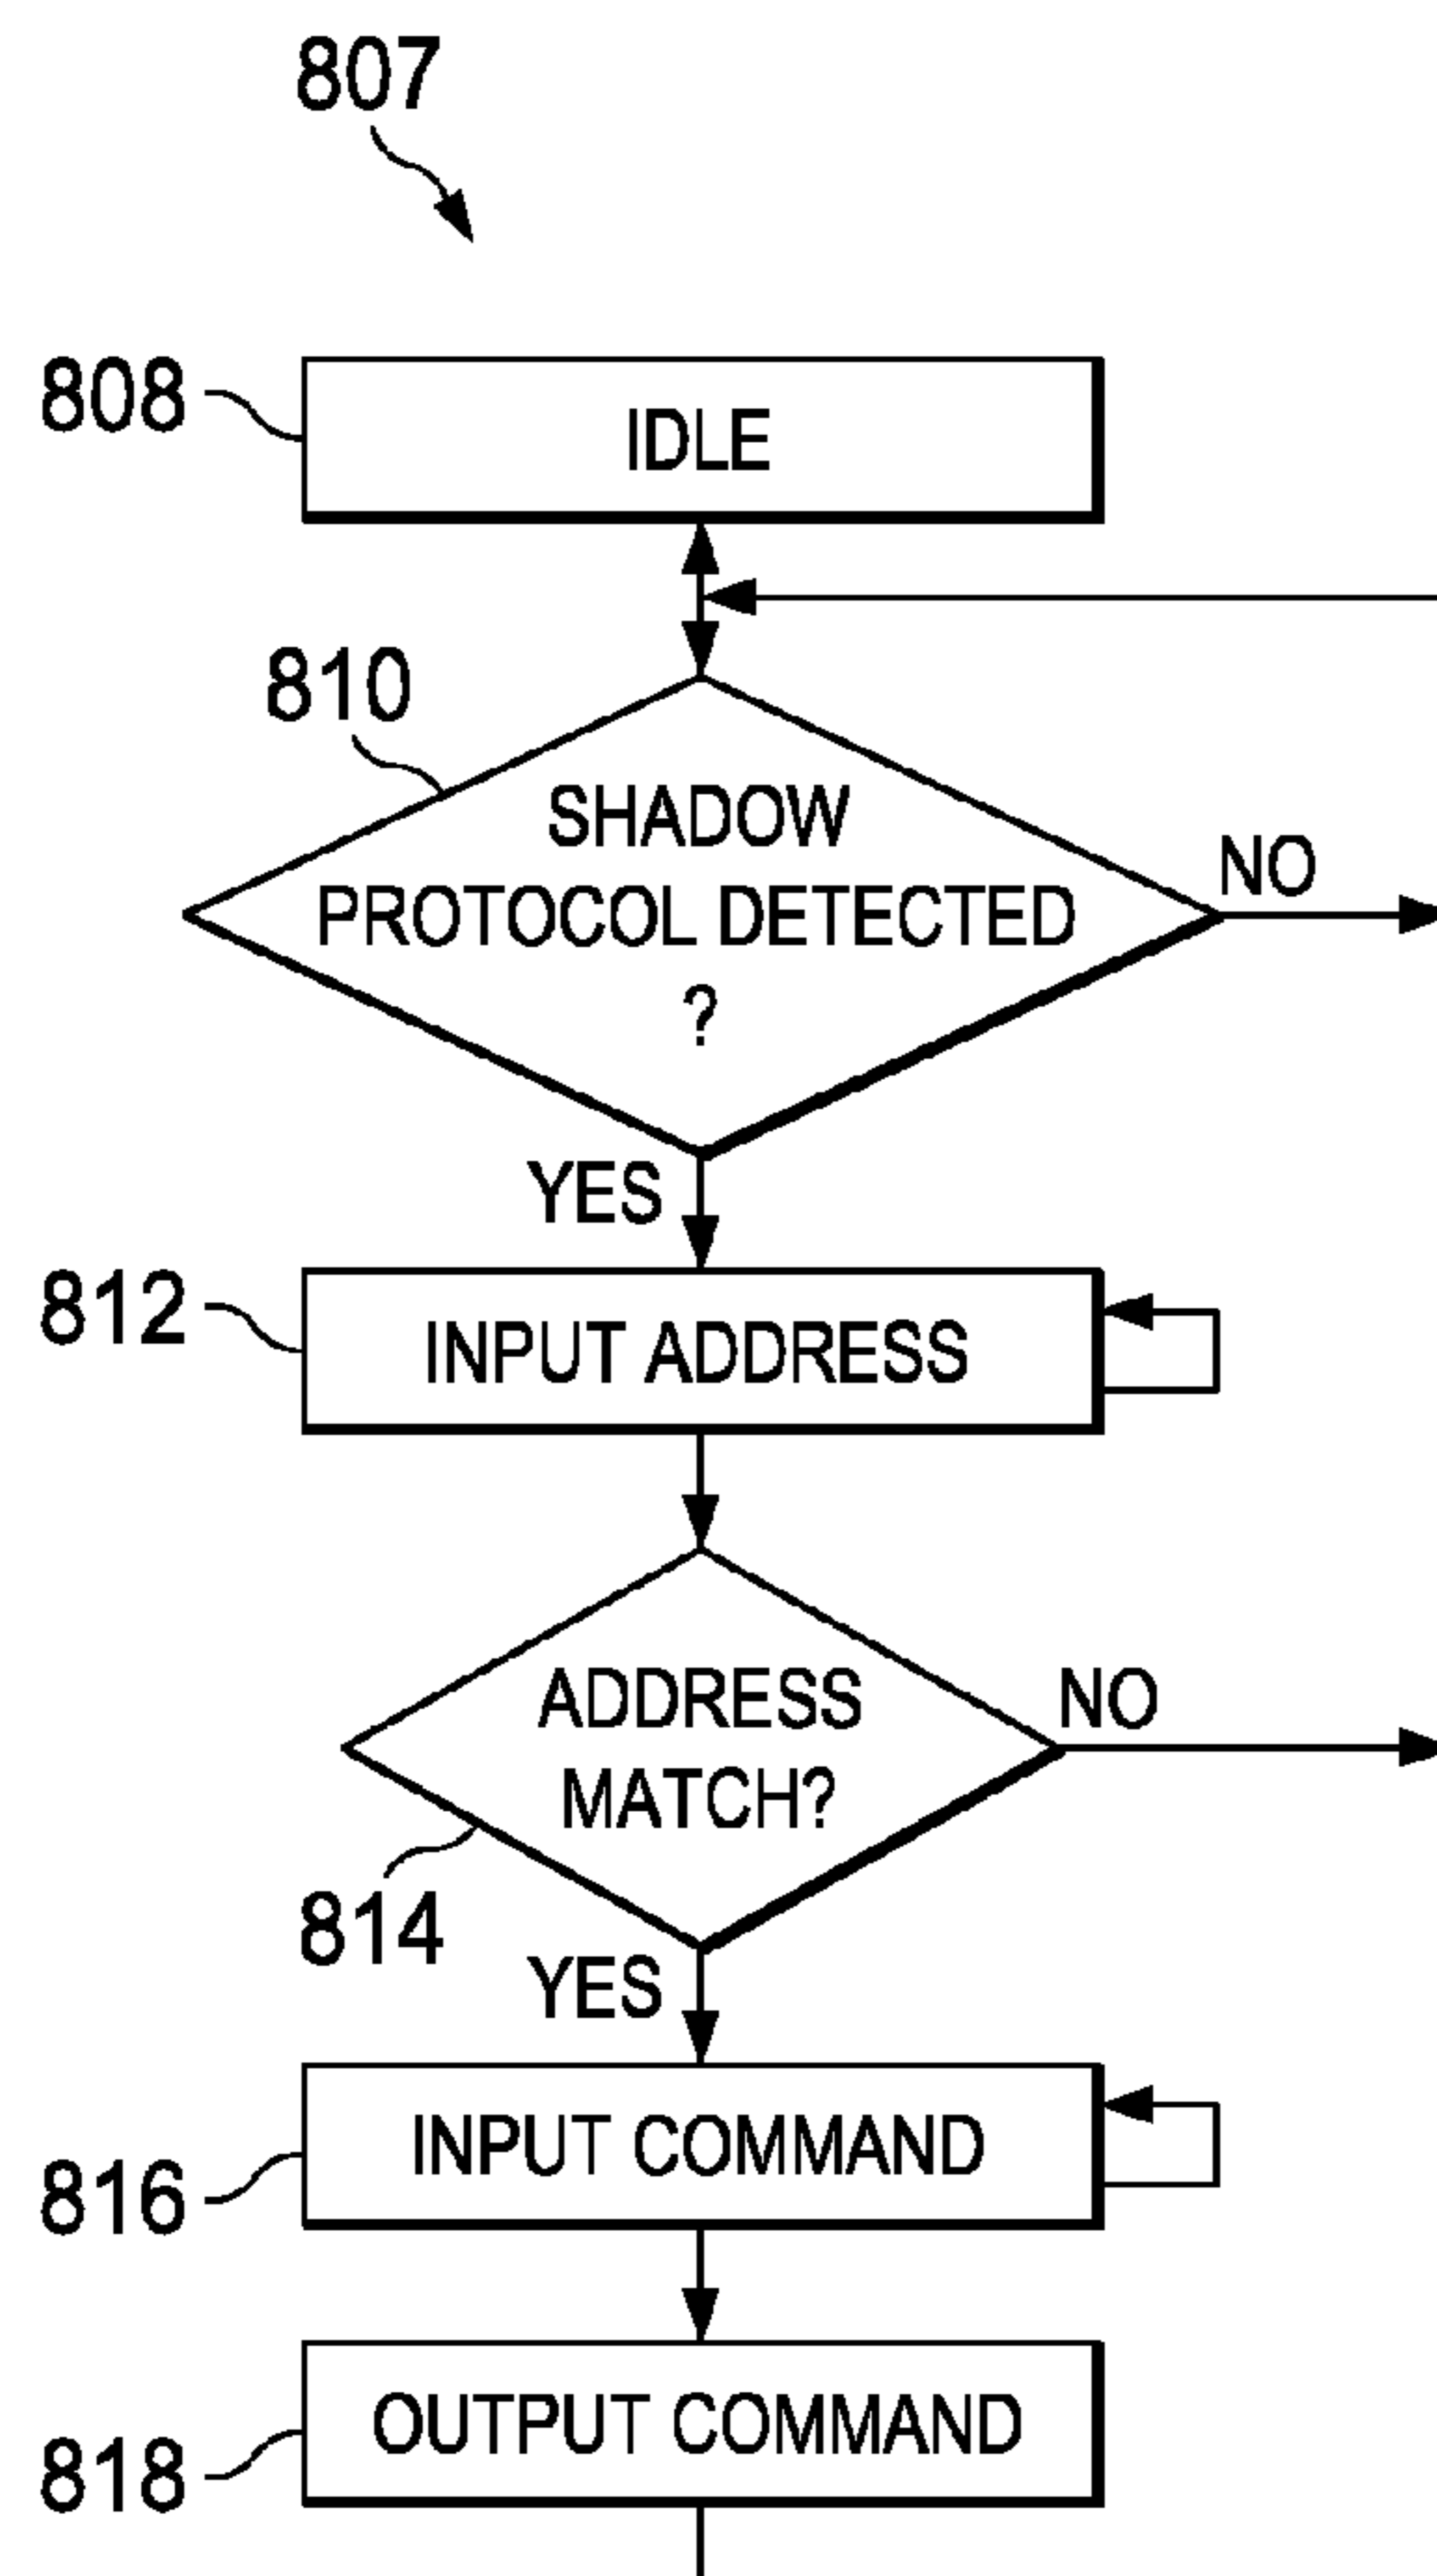 807
808
IDLE
810
SHADOW
PROTOCOL DETECTED
?
NO
YES
812
INPUT ADDRESS
ADDRESS
MATCH?
NO
814
YES
INPUT COMMAND
816
OUTPUT COMMAND
818